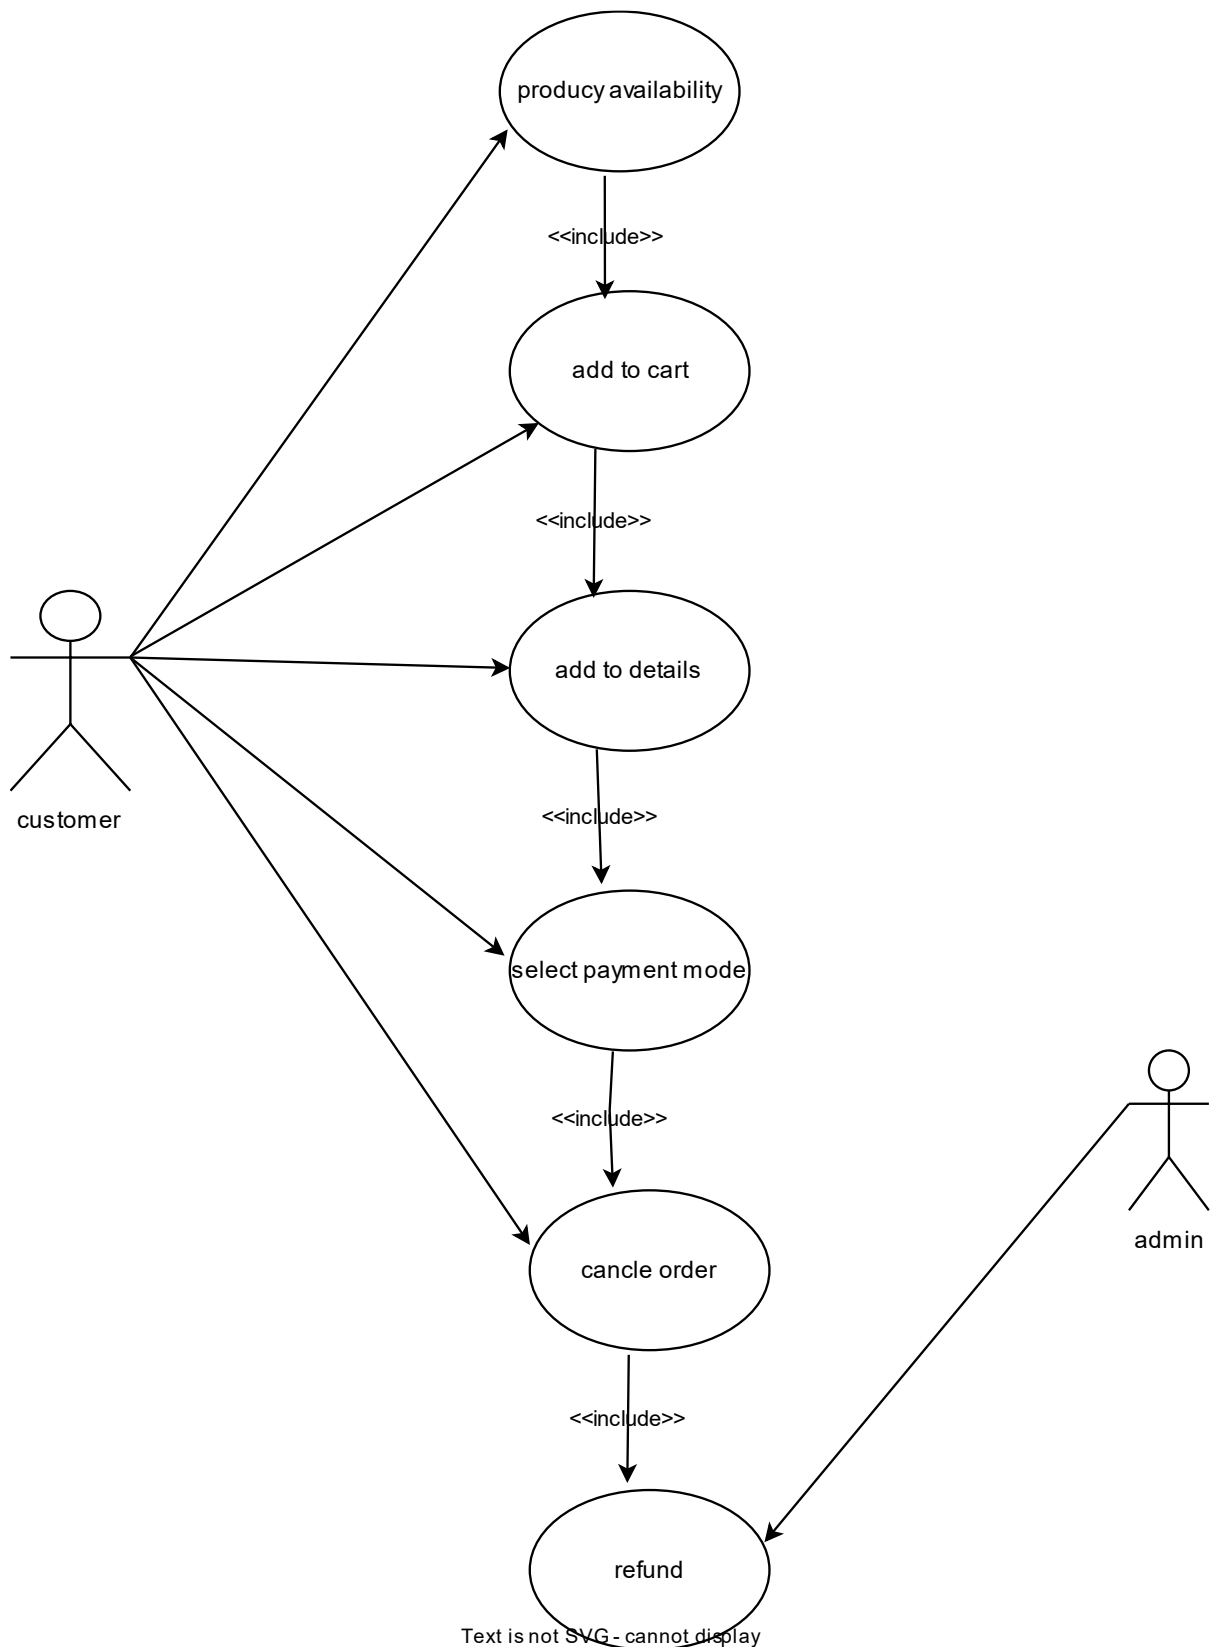 producy availability
<<include>>
add to cart
<<include>>
add to details
customer
<<include>>
select payment mode
<<include>>
admin
cancle order
<<include>>
refund
Text is not SVG - cannot display